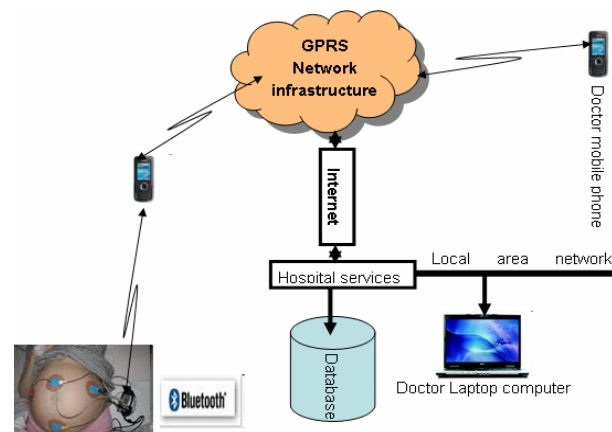 GPRS
Network
infrastructure
Doctor mobile phone
Internet
Hospital services
Local area network
Database
Doctor Laptop computer
Bluetooth®